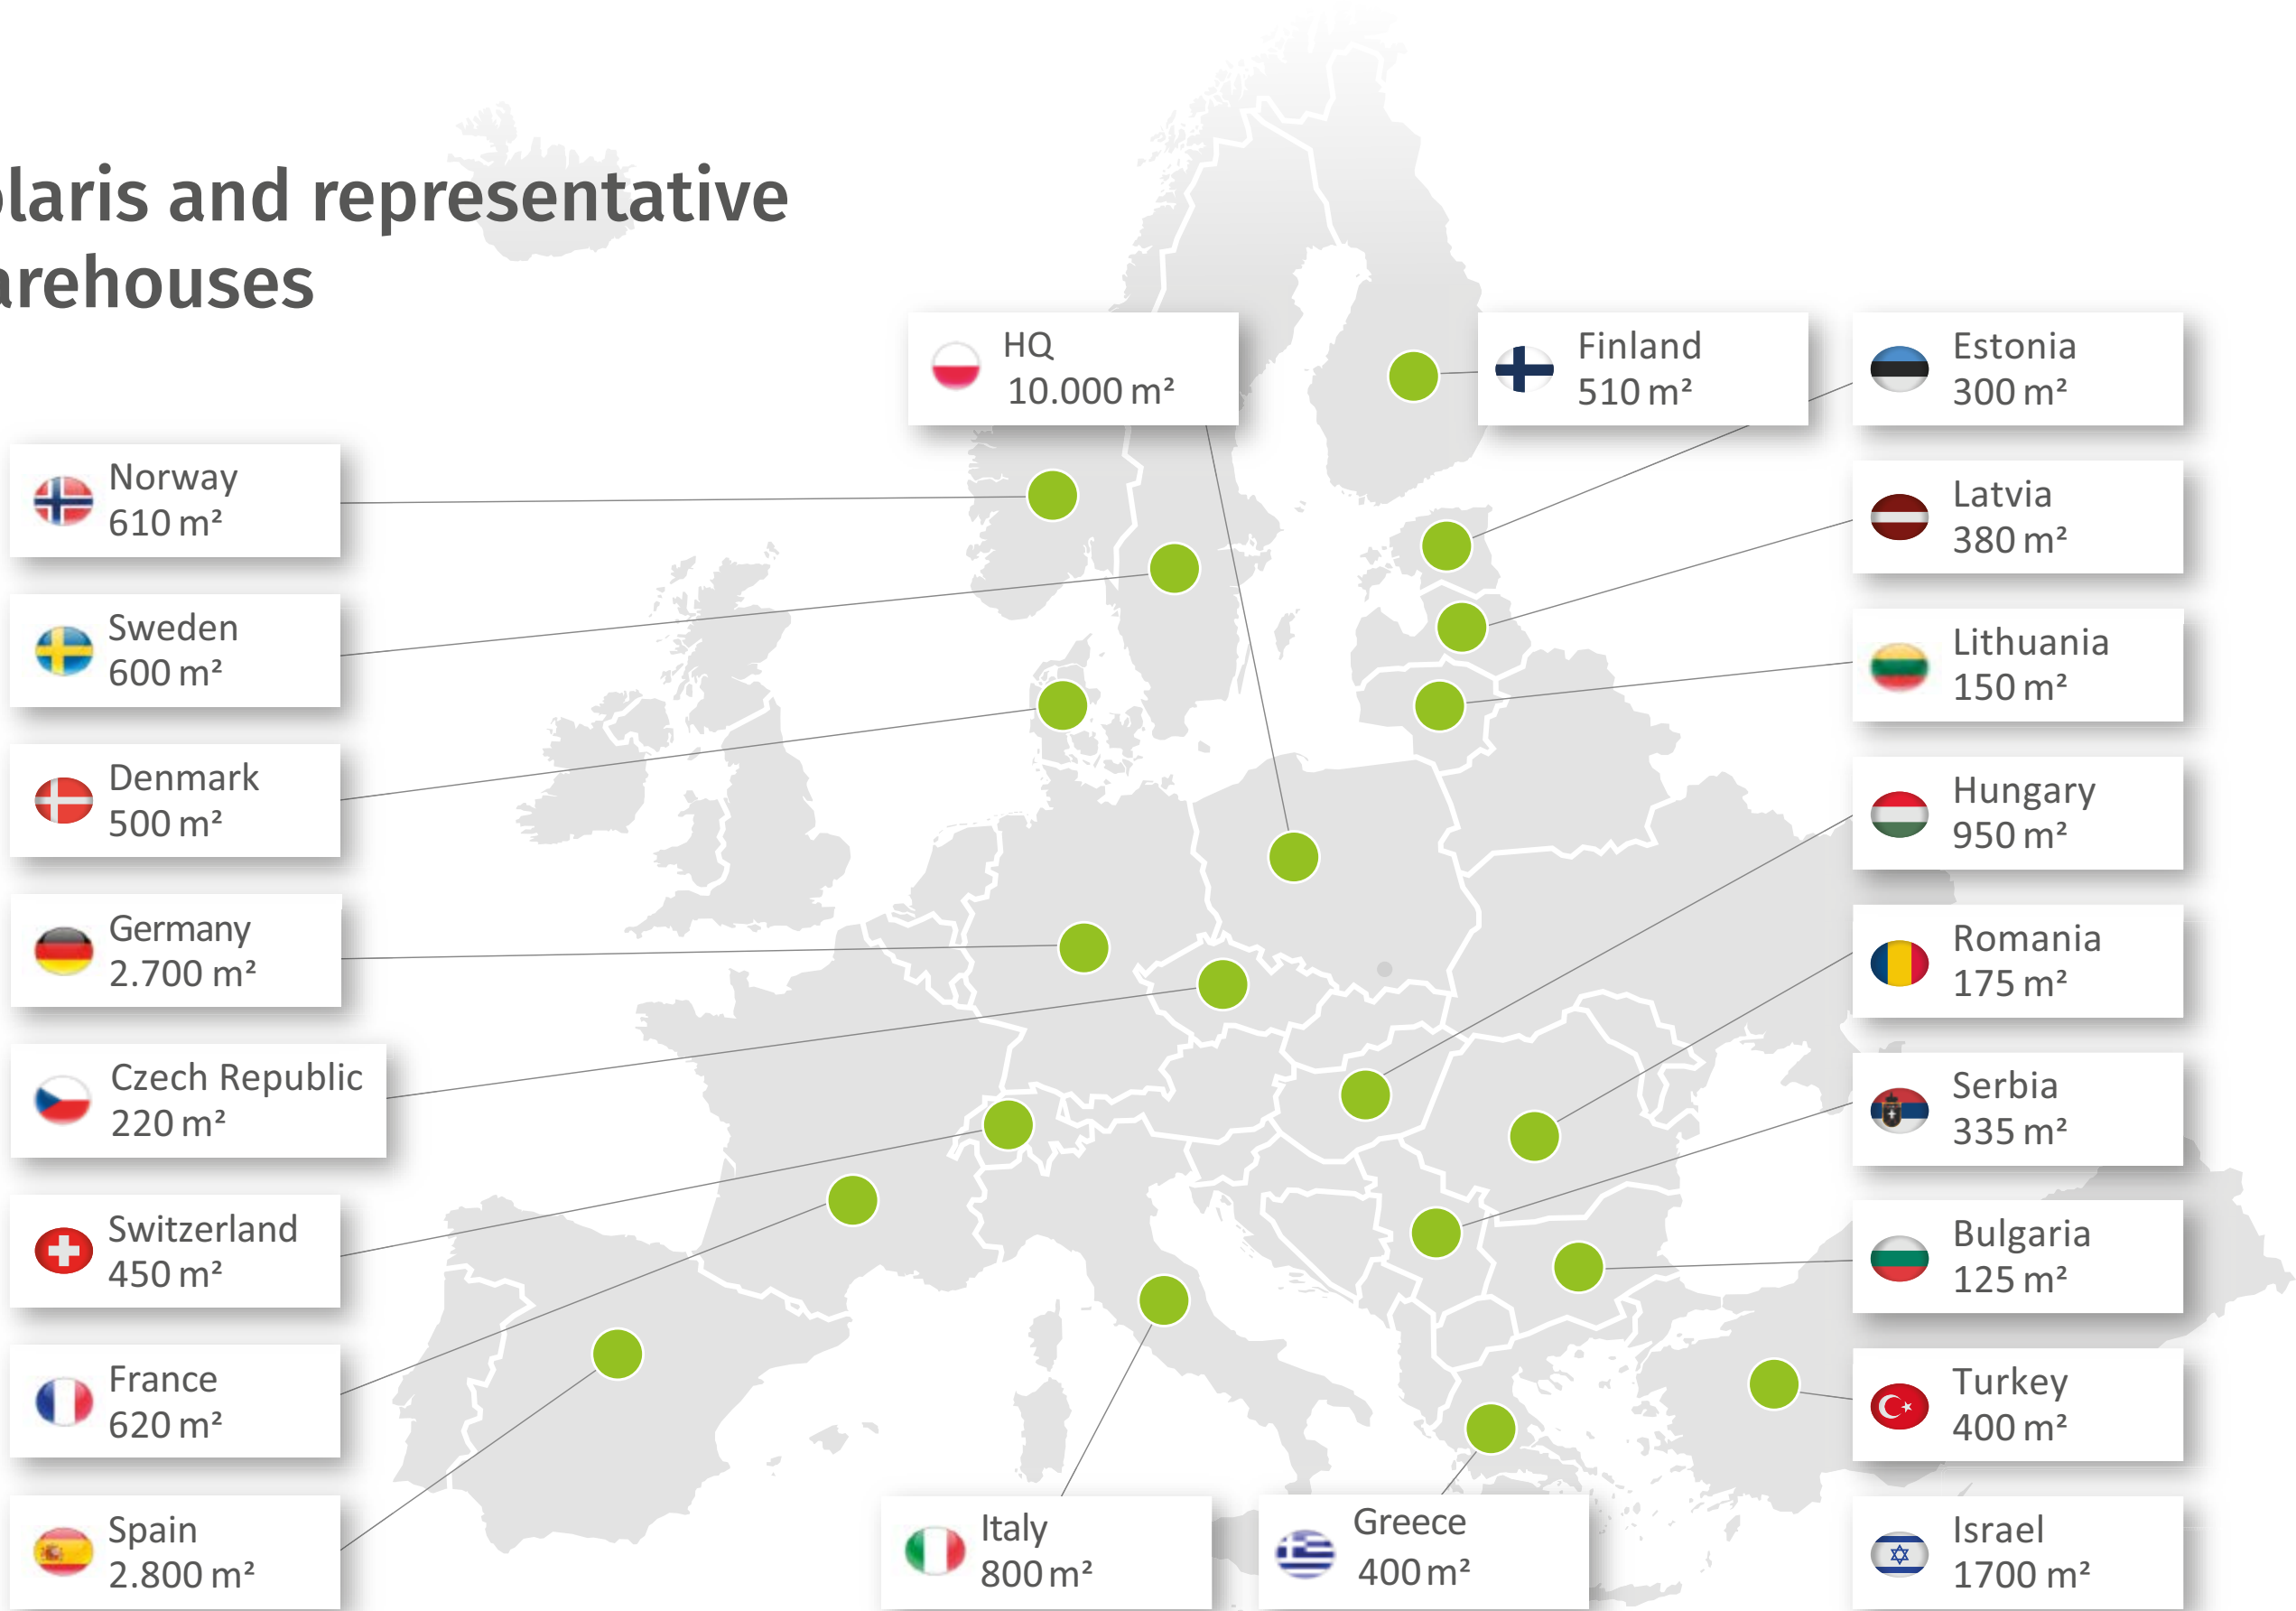 laris and representative
arehouses
HQ
10.000 m²
Finland
510 m²
Estonia
300 m²
Norway
610 m²
Latvia
380 m²
Sweden
600 m²
Lithuania
150 m²
Denmark
500 m²
Hungary
950 m²
Germany
2.700 m²
Romania
175 m²
Czech Republic
220 m²
Serbia
335 m²
Switzerland
450 m²
Bulgaria
125 m²
France
620 m²
Turkey
400 m²
Spain
2.800 m²
Italy
800 m²
Greece
400 m²
Israel
1700 m²